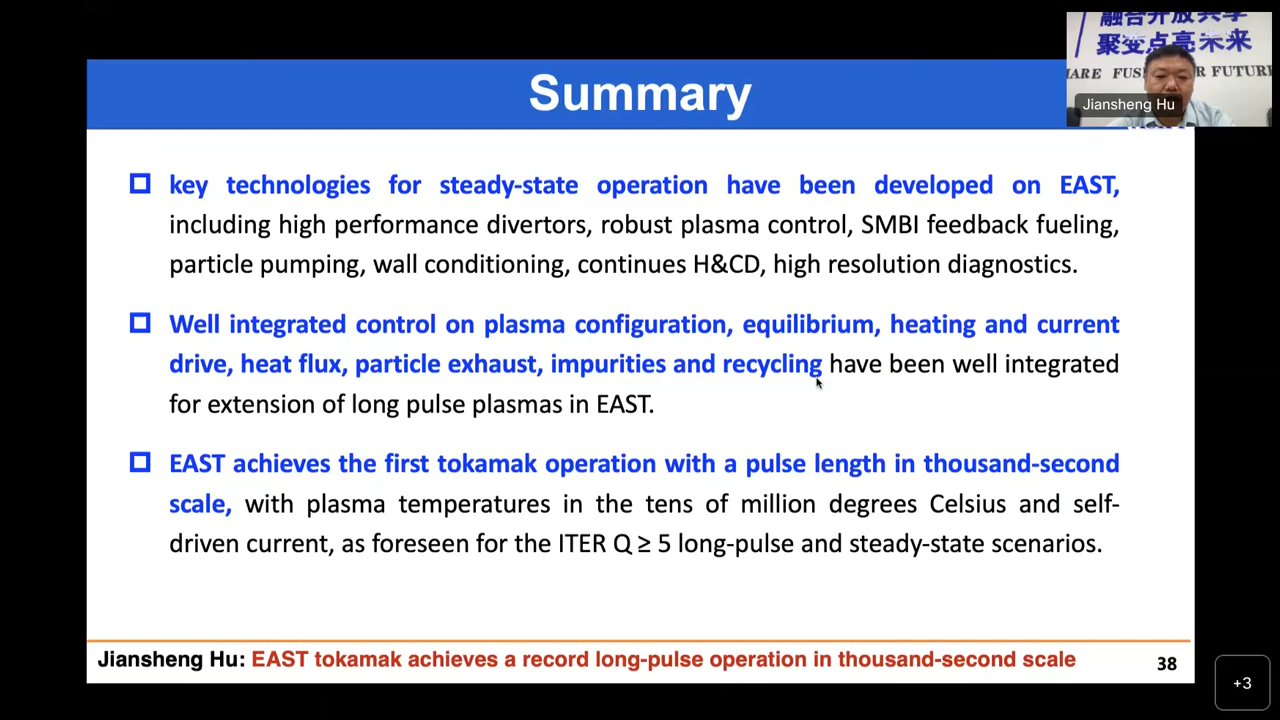 融合开放共享
聚变点亮未来
HARE FUS R FUTURE
Jiansheng Hu
Summary
key technologies for steady-state operation have been developed on EAST,
including high performance divertors, robust plasma control, SMBI feedback fueling,
particle pumping, wall conditioning, continues H&CD, high resolution diagnostics.
Well integrated control on plasma configuration, equilibrium, heating and current
drive, heat flux, particle exhaust, impurities and recycling have been well integrated
for extension of long pulse plasmas in EAST.
EAST achieves the first tokamak operation with a pulse length in thousand-second
scale, with plasma temperatures in the tens of million degrees Celsius and self-
driven current, as foreseen for the ITER Q ≥ 5 long-pulse and steady-state scenarios.
Jiansheng Hu: EAST tokamak achieves a record long-pulse operation in thousand-second scale
38
+3